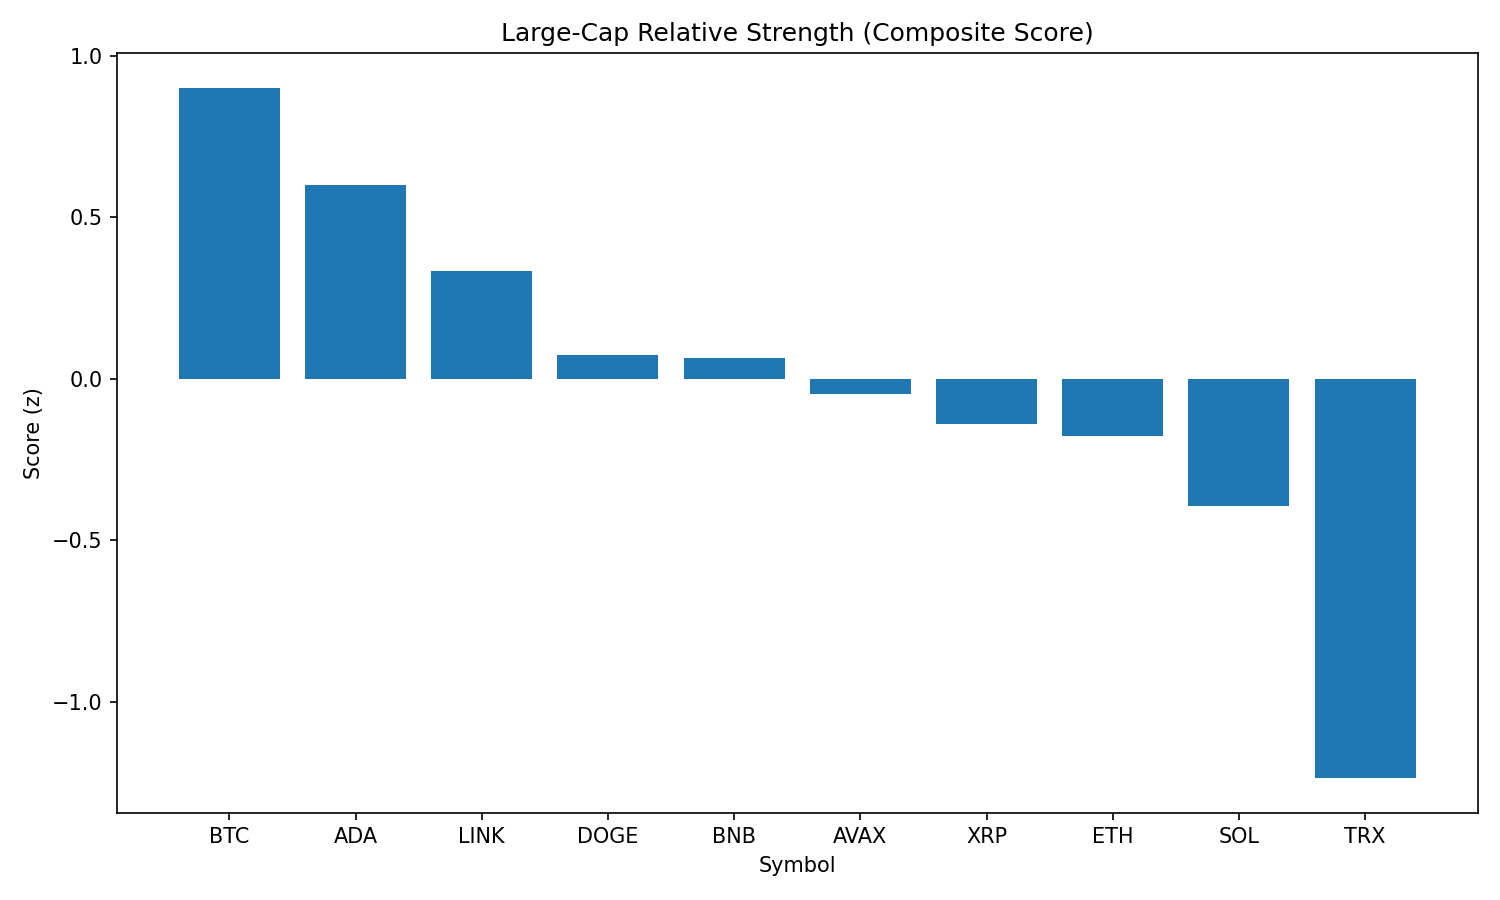 Large-Cap Relative Strength (Composite Score)
1.0
0.5
0.0
−0.5
−1.0
Score (z)
BTC ADA LINK DOGE BNB AVAX XRP ETH SOL TRX
Symbol